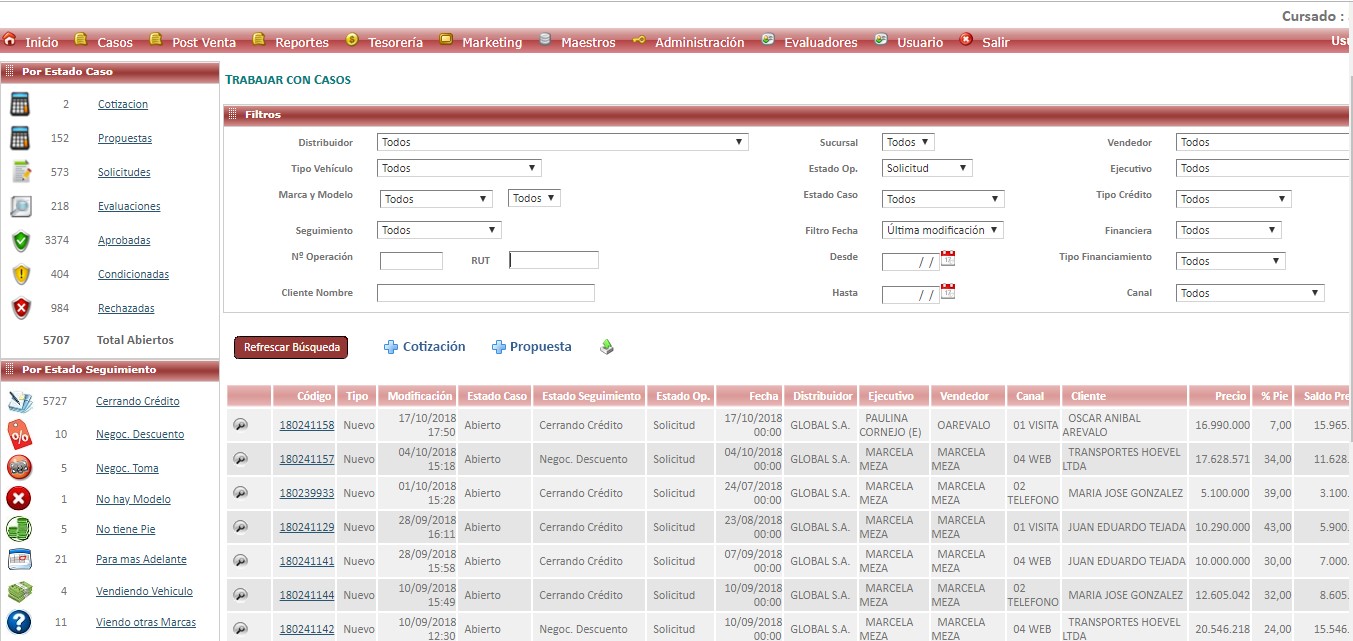 Cursado :
Inicio Casos Post Venta Reportes Tesorería Marketing Maestros Administración Evaluadores Usuario Salir Usu
Por Estado Caso
2 Cotizacion
152 Propuestas
573 Solicitudes
218 Evaluaciones
3374 Aprobadas
404 Condicionadas
984 Rechazadas
5707 Total Abiertos
Por Estado Seguimiento
5727 Cerrando Crédito
10 Negoc. Descuento
5 Negoc. Toma
1 No hay Modelo
5 No tiene Pie
21 Para mas Adelante
4 Vendiendo Vehiculo
11 Viendo otras Marcas
TRABAJAR CON CASOS
Filtros
Distribuidor Todos Sucursal Todos Vendedor Todos
Tipo Vehículo Todos Estado Op. Solicitud Ejecutivo Todos
Marca y Modelo Todos Todos Estado Caso Todos Tipo Crédito Todos
Seguimiento Todos Filtro Fecha Última modificación Financiera Todos
Nº Operación RUT Desde / / Tipo Financiamiento Todos
Cliente Nombre Hasta / / Canal Todos
Refrescar Búsqueda Cotización Propuesta
Código Tipo Modificación Estado Caso Estado Seguimiento Estado Op. Fecha Distribuidor Ejecutivo Vendedor Canal Cliente Precio % Pie Saldo Pre
180241158 Nuevo 17/10/2018 17:50 Abierto Cerrando Crédito Solicitud 17/10/2018 00:00 GLOBAL S.A. PAULINA CORNEJO (E) OAREVALO 01 VISITA OSCAR ANIBAL AREVALO 16.990.000 7,00 15.965.
180241157 Nuevo 04/10/2018 15:18 Abierto Negoc. Descuento Solicitud 04/10/2018 00:00 GLOBAL S.A. MARCELA MEZA MARCELA MEZA 04 WEB TRANSPORTES HOEVEL LTDA 17.628.571 34,00 11.628.
180239933 Nuevo 01/10/2018 15:28 Abierto Cerrando Crédito Solicitud 24/07/2018 00:00 GLOBAL S.A. MARCELA MEZA MARCELA MEZA 02 TELEFONO MARIA JOSE GONZALEZ 5.100.000 39,00 3.100.
180241129 Nuevo 28/09/2018 16:11 Abierto Cerrando Crédito Solicitud 23/08/2018 00:00 GLOBAL S.A. MARCELA MEZA MARCELA MEZA 01 VISITA JUAN EDUARDO TEJADA 10.290.000 43,00 5.900.
180241141 Nuevo 28/09/2018 15:58 Abierto Cerrando Crédito Solicitud 07/09/2018 00:00 GLOBAL S.A. MARCELA MEZA MARCELA MEZA 04 WEB JUAN EDUARDO TEJADA 10.000.000 30,00 7.000.
180241144 Nuevo 10/09/2018 15:49 Abierto Cerrando Crédito Solicitud 10/09/2018 00:00 GLOBAL S.A. MARCELA MEZA MARCELA MEZA 02 TELEFONO MARIA JOSE GONZALEZ 12.605.042 32,00 8.605.
180241142 Nuevo 10/09/2018 12:30 Abierto Negoc. Descuento Solicitud 10/09/2018 00:00 GLOBAL S.A. MARCELA MEZA MARCELA MEZA 04 WEB TRANSPORTES HOEVEL LTDA 20.546.218 24,00 15.546.